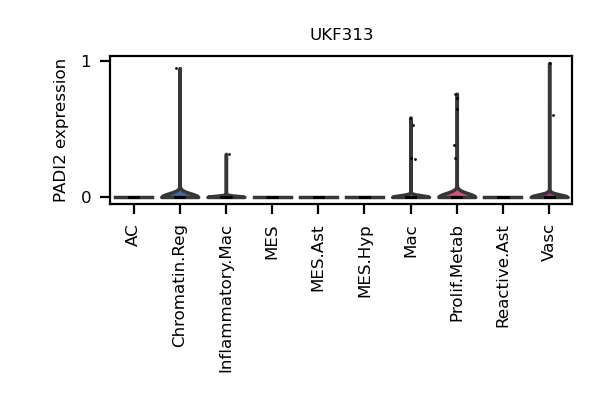 UKF313
PADI2 expression
1
0
AC
Chromatin.Reg
Inflammatory.Mac
MES
MES.Ast
MES.Hyp
Mac
Prolif.Metab
Reactive.Ast
Vasc